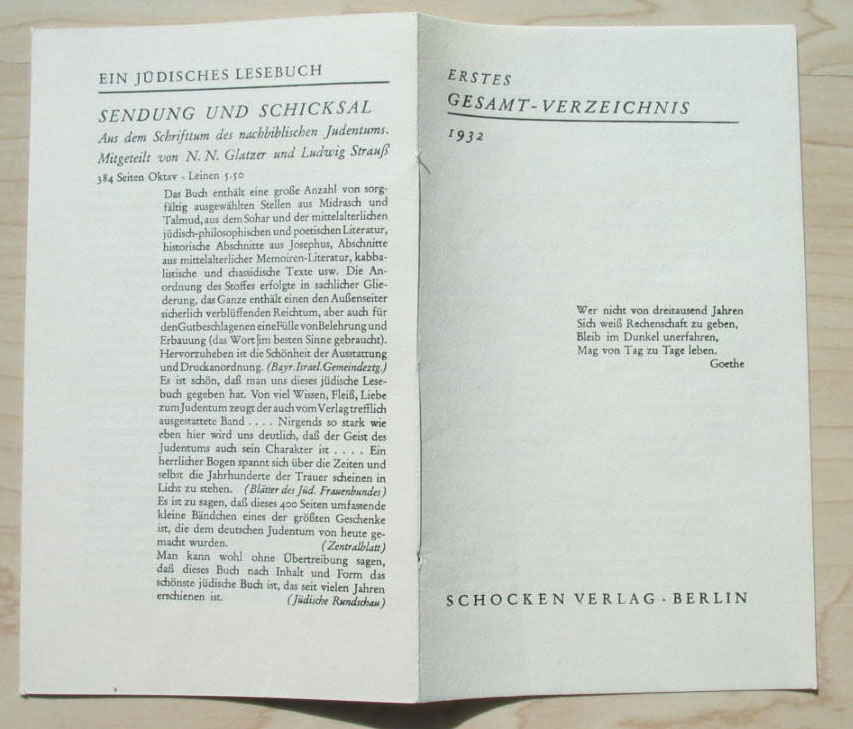 EIN JÜDISCHES LESEBUCH
SENDUNG UND SCHICKSAL
Aus dem Schrifttum des nachbiblischen Judentums.
Mitgeteilt von N. N. Glatzer und Ludwig Strauß
384 Seiten Oktav · Leinen 5.50
Das Buch enthält eine große Anzahl von sorg-
fältig ausgewählten Stellen aus Midrasch und
Talmud, aus dem Sohar und der mittelalterlichen
jüdisch-philosophischen und poetischen Literatur,
historische Abschnitte aus Josephus, Abschnitte
aus mittelalterlicher Memoiren-Literatur, kabba-
listische und chassidische Texte usw. Die An-
ordnung des Stoffes erfolgte in sachlicher Glie-
derung, das Ganze enthält einen den Außenseiter
sicherlich verblüffenden Reichtum, aber auch für
den Gutbeschlagenen eine Fülle von Belehrung und
Erbauung (das Wort im besten Sinne gebraucht).
Hervorzuheben ist die Schönheit der Ausstattung
und Druckanordnung. (Bayr. Israel. Gemeindeztg.)
Es ist schön, daß man uns dieses jüdische Lese-
buch gegeben hat. Von viel Wissen, Fleiß, Liebe
zum Judentum zeugt der auch vom Verlag trefflich
ausgestattete Band . . . . Nirgends so stark wie
eben hier wird uns deutlich, daß der Geist des
Judentums auch sein Charakter ist . . . . Ein
herrlicher Bogen spannt sich über die Zeiten und
selbst die Jahrhunderte der Trauer scheinen in
Licht zu stehen. (Blätter des Jüd. Frauenbundes)
Es ist zu sagen, daß dieses 400 Seiten umfassende
kleine Bändchen eines der größten Geschenke
ist, die dem deutschen Judentum von heute ge-
macht wurden. (Zentralblatt)
Man kann wohl ohne Übertreibung sagen,
daß dieses Buch nach Inhalt und Form das
schönste jüdische Buch ist, das seit vielen Jahren
erschienen ist. (Jüdische Rundschau)
ERSTES
GESAMT-VERZEICHNIS
1932
Wer nicht von dreitausend Jahren
Sich weiß Rechenschaft zu geben,
Bleib im Dunkel unerfahren,
Mag von Tag zu Tage leben.
Goethe
SCHOCKEN VERLAG · BERLIN